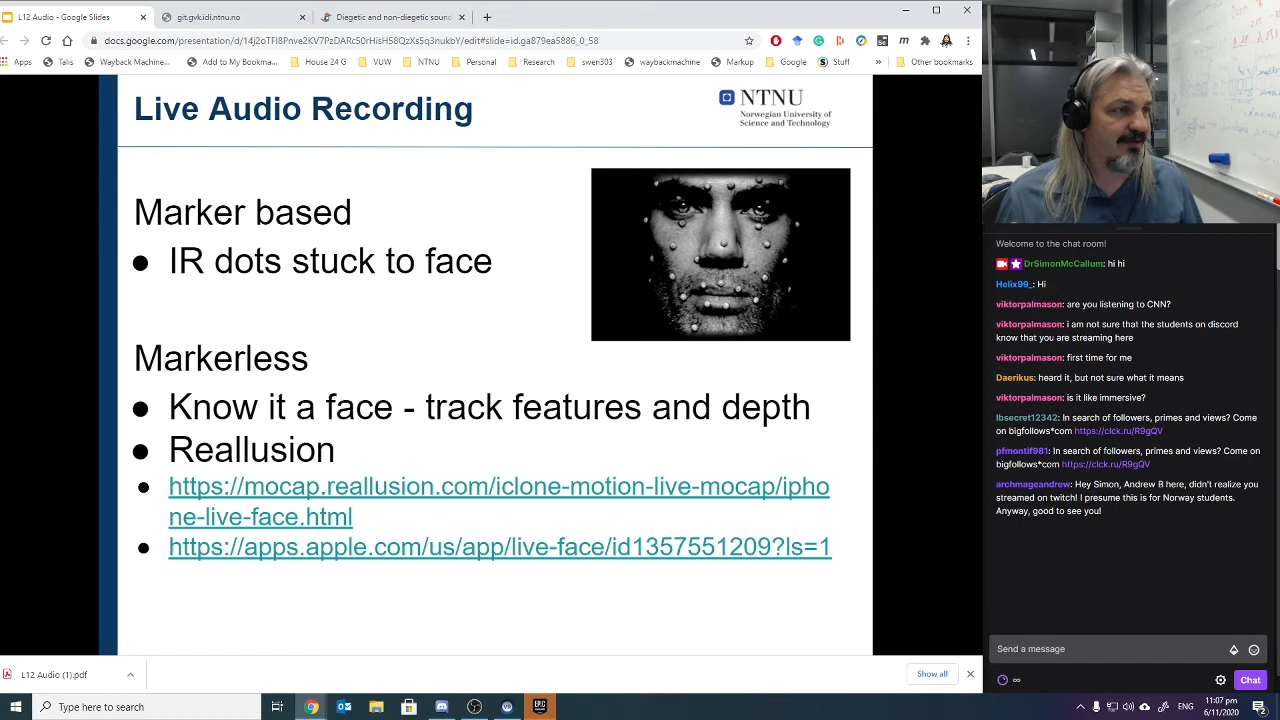 L12 Audio - Google Slides
git.gvk.idi.ntnu.no
Diegetic and non-diegetic sound
docs.google.com/presentation/d/14j2oTFI8Pnve2KV7PzDARoTrHisH58QzXs5q3nukbY/edit#slide=id.ga879ea5886_0_58
Apps
Talis
Wayback Machine...
Add to My Bookma...
House 24 G
VUW
NTNU
Personal
Research
swen303
waybackmachine
Markup
Google
Stuff
»
Other bookmarks
Live Audio Recording
NTNU
Norwegian University of
Science and Technology
Marker based
● IR dots stuck to face
Markerless
● Know it a face - track features and depth
● Reallusion
● https://mocap.reallusion.com/iclone-motion-live-mocap/ipho
ne-live-face.html
● https://apps.apple.com/us/app/live-face/id1357551209?ls=1
Welcome to the chat room!
DrSimonMcCallum: hi hi
Helix99_: Hi
viktorpalmason: are you listening to CNN?
viktorpalmason: i am not sure that the students on discord
know that you are streaming here
viktorpalmason: first time for me
Daerikus: heard it, but not sure what it means
viktorpalmason: is it like immersive?
lbsecret12342: In search of followers, primes and views? Come
on bigfollows*com https://clck.ru/R9gQV
pfmontif981: In search of followers, primes and views? Come on
bigfollows*com https://clck.ru/R9gQV
archmageandrew: Hey Simon, Andrew B here, didn't realize you
streamed on twitch! I presume this is for Norway students.
Anyway, good to see you!
Send a message
∞
Chat
L12 Audio (1).pdf
Show all
Type here to search
EPIC
ENG
11:07 pm
6/11/2020
2